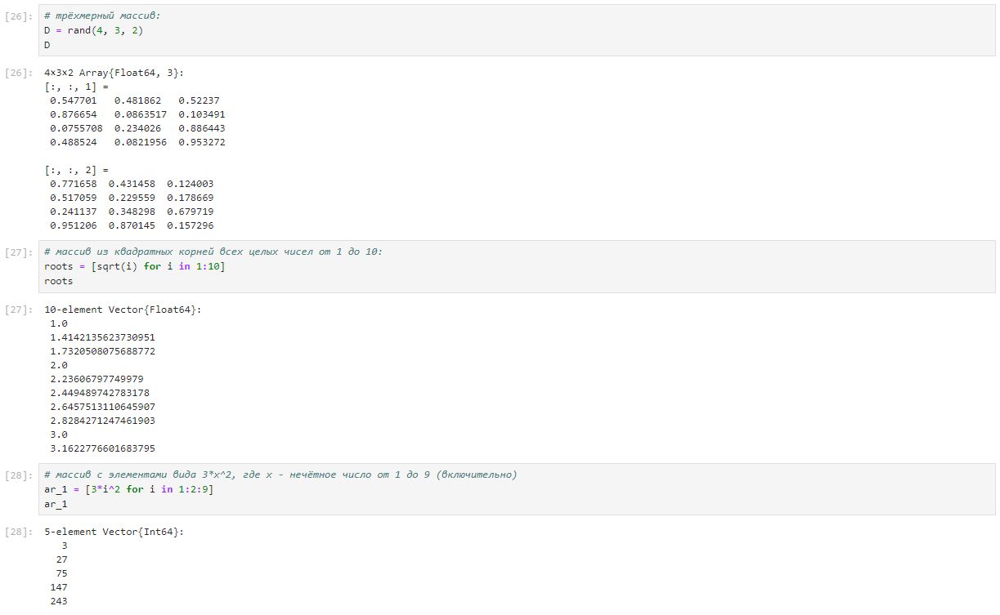 [26]: # трёхмерный массив:
D = rand(4, 3, 2)
D
[26]: 4×3×2 Array{Float64, 3}:
[:, :, 1] =
 0.547701   0.481862   0.52237
 0.876654   0.0863517  0.103491
 0.0755708  0.234026   0.886443
 0.488524   0.0821956  0.953272

[:, :, 2] =
 0.771658  0.431458  0.124003
 0.517059  0.229559  0.178669
 0.241137  0.348298  0.679719
 0.951206  0.870145  0.157296
[27]: # массив из квадратных корней всех целых чисел от 1 до 10:
roots = [sqrt(i) for i in 1:10]
roots
[27]: 10-element Vector{Float64}:
 1.0
 1.4142135623730951
 1.7320508075688772
 2.0
 2.23606797749979
 2.449489742783178
 2.6457513110645907
 2.8284271247461903
 3.0
 3.1622776601683795
[28]: # массив с элементами вида 3*x^2, где x - нечётное число от 1 до 9 (включительно)
ar_1 = [3*i^2 for i in 1:2:9]
ar_1
[28]: 5-element Vector{Int64}:
   3
  27
  75
 147
 243